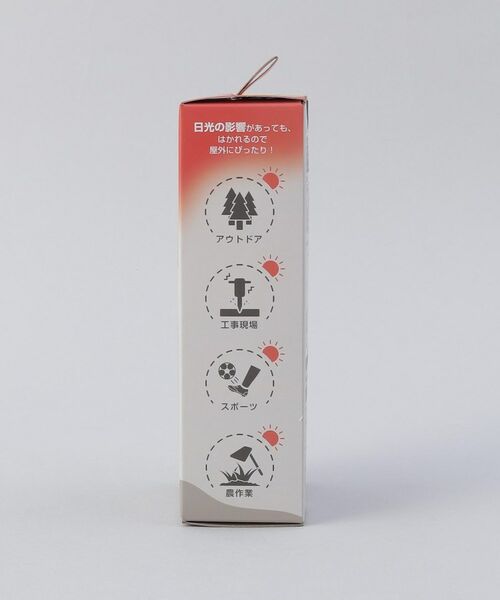 日光の影響があっても、
はかれるので
屋外にぴったり！
アウトドア
工事現場
スポーツ
農作業